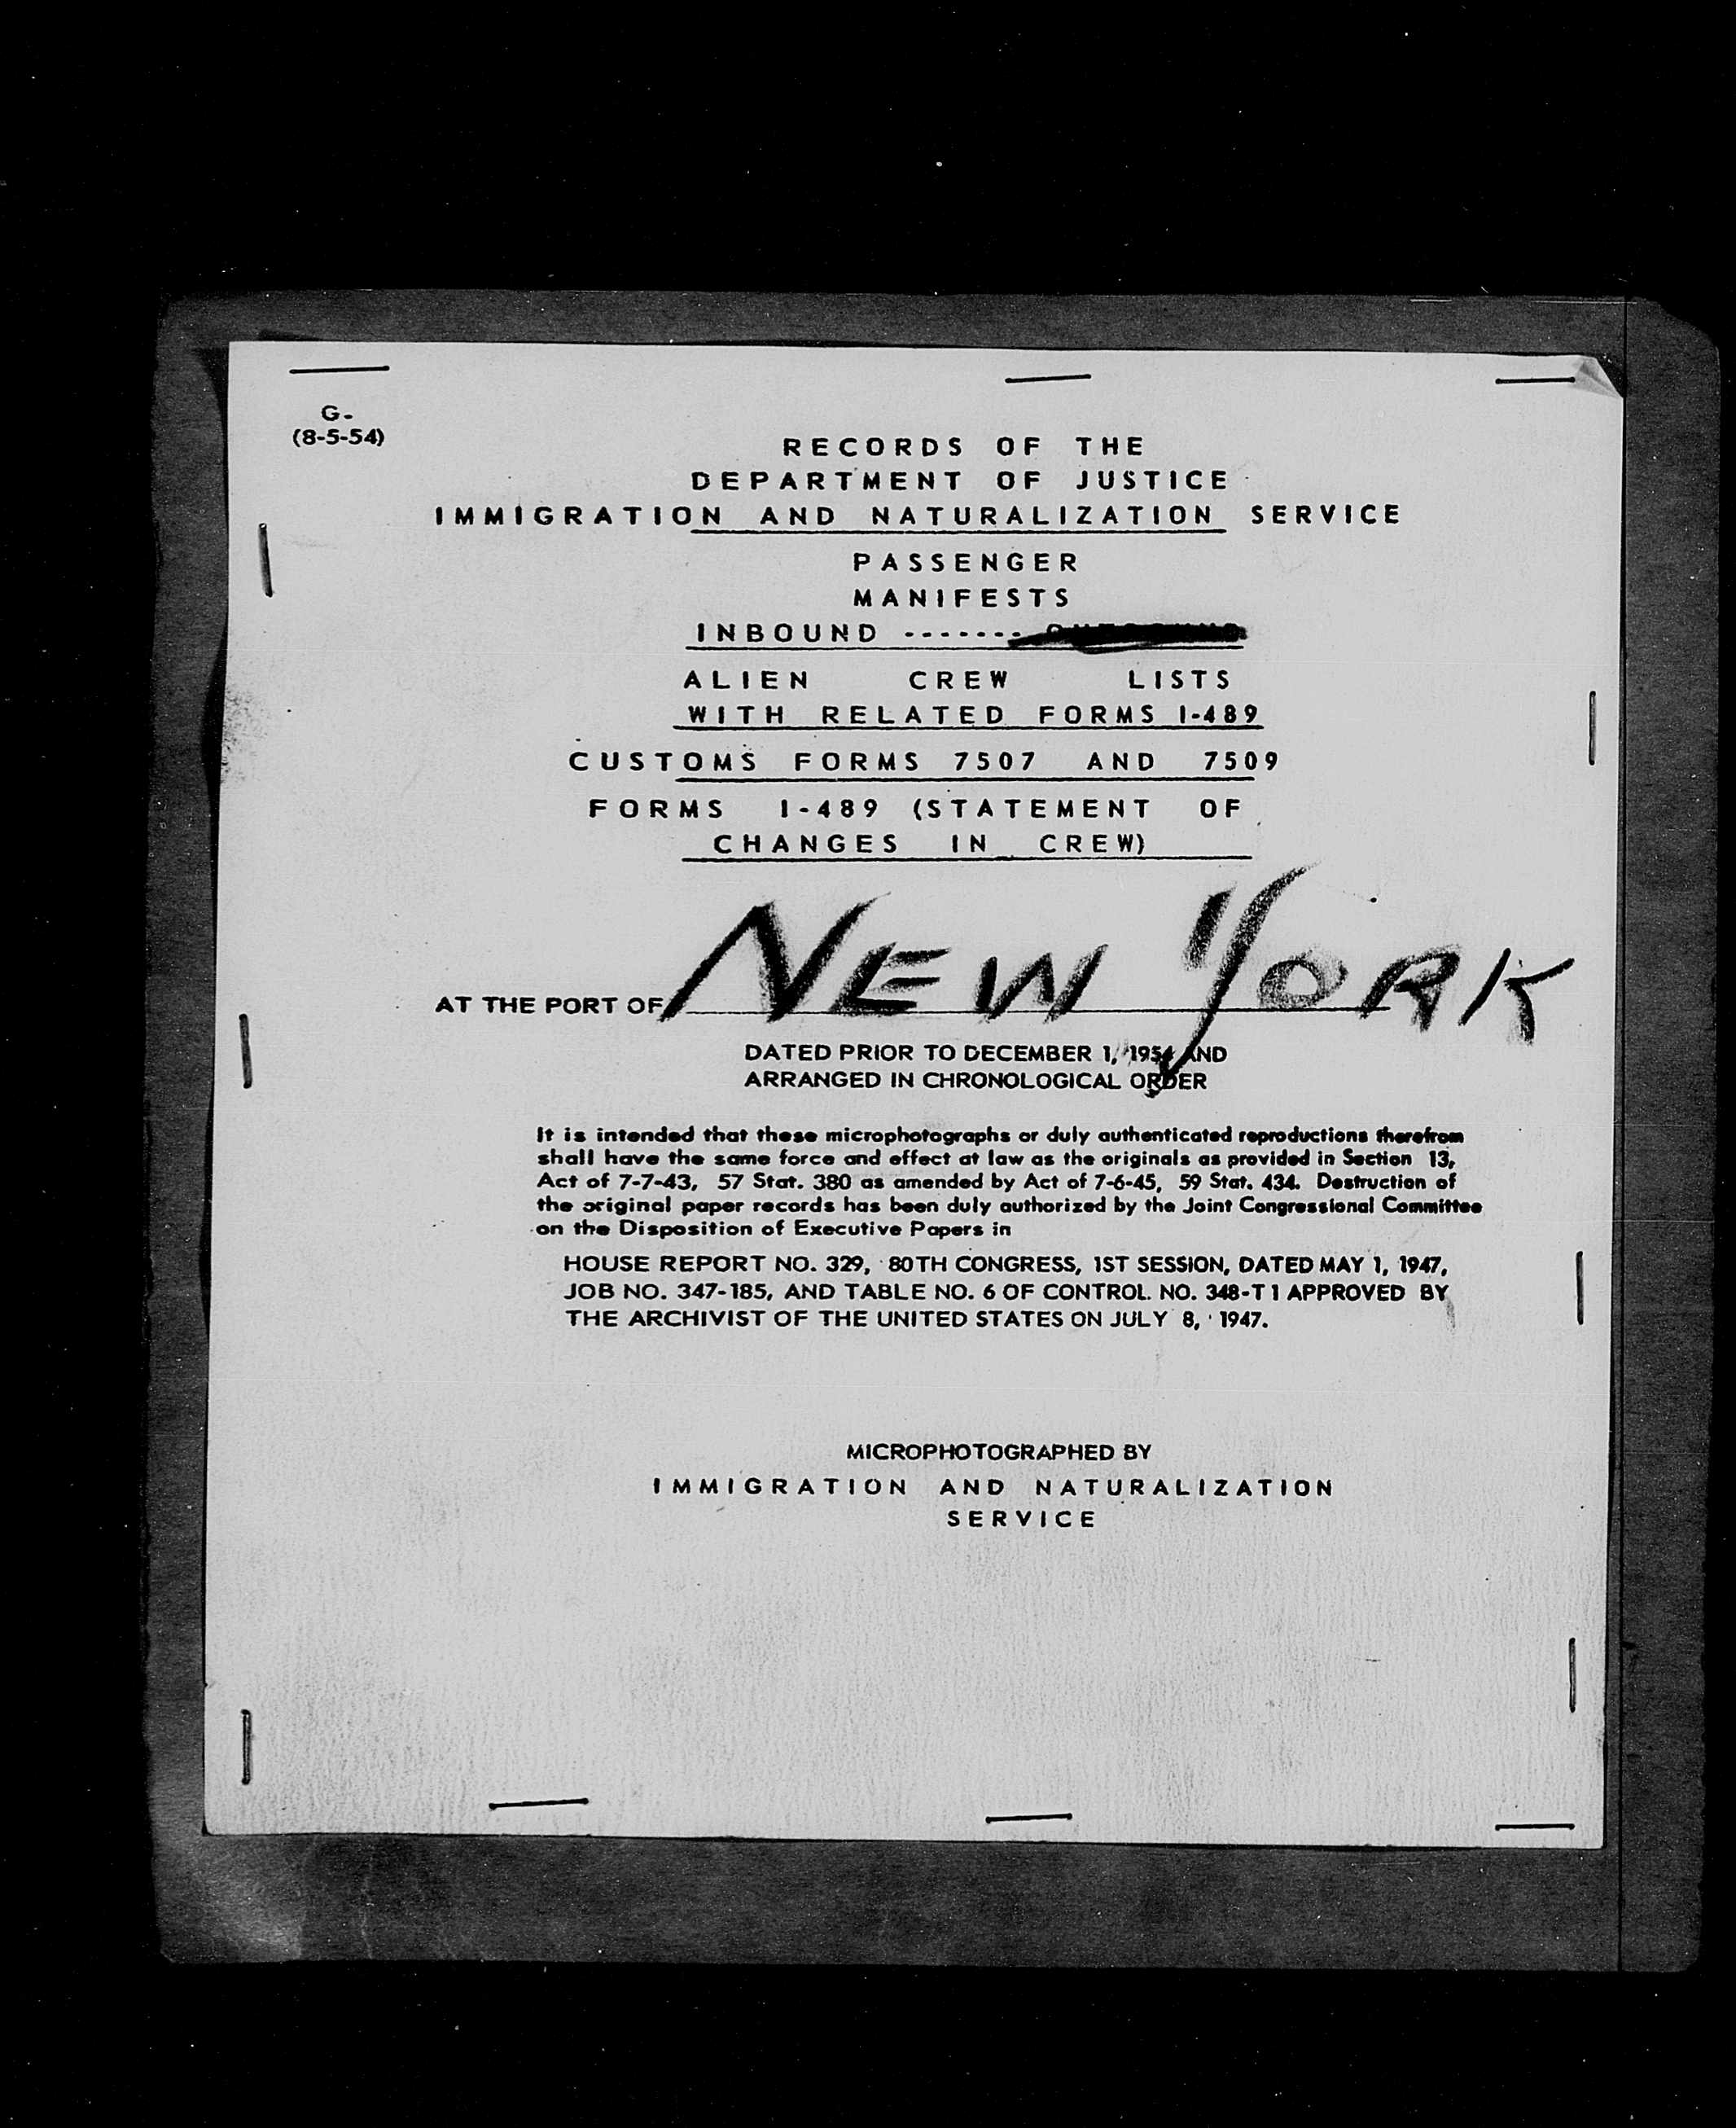 G-
(8-5-54)
RECORDS OF THE
DEPARTMENT OF JUSTICE
IMMIGRATION AND NATURALIZATION SERVICE
PASSENGER
MANIFESTS
INBOUND -------
ALIEN CREW LISTS
WITH RELATED FORMS I-489
CUSTOMS FORMS 7507 AND 7509
FORMS I-489 (STATEMENT OF
CHANGES IN CREW)
AT THE PORT OF NEW YORK
DATED PRIOR TO DECEMBER 1, 1954 AND
ARRANGED IN CHRONOLOGICAL ORDER
It is intended that these microphotographs or duly authenticated reproductions therefrom
shall have the same force and effect at law as the originals as provided in Section 13,
Act of 7-7-43, 57 Stat. 380 as amended by Act of 7-6-45, 59 Stat. 434. Destruction of
the original paper records has been duly authorized by the Joint Congressional Committee
on the Disposition of Executive Papers in
HOUSE REPORT NO. 329, 80TH CONGRESS, 1ST SESSION, DATED MAY 1, 1947,
JOB NO. 347-185, AND TABLE NO. 6 OF CONTROL NO. 348-T1 APPROVED BY
THE ARCHIVIST OF THE UNITED STATES ON JULY 8, 1947.
MICROPHOTOGRAPHED BY
IMMIGRATION AND NATURALIZATION
SERVICE